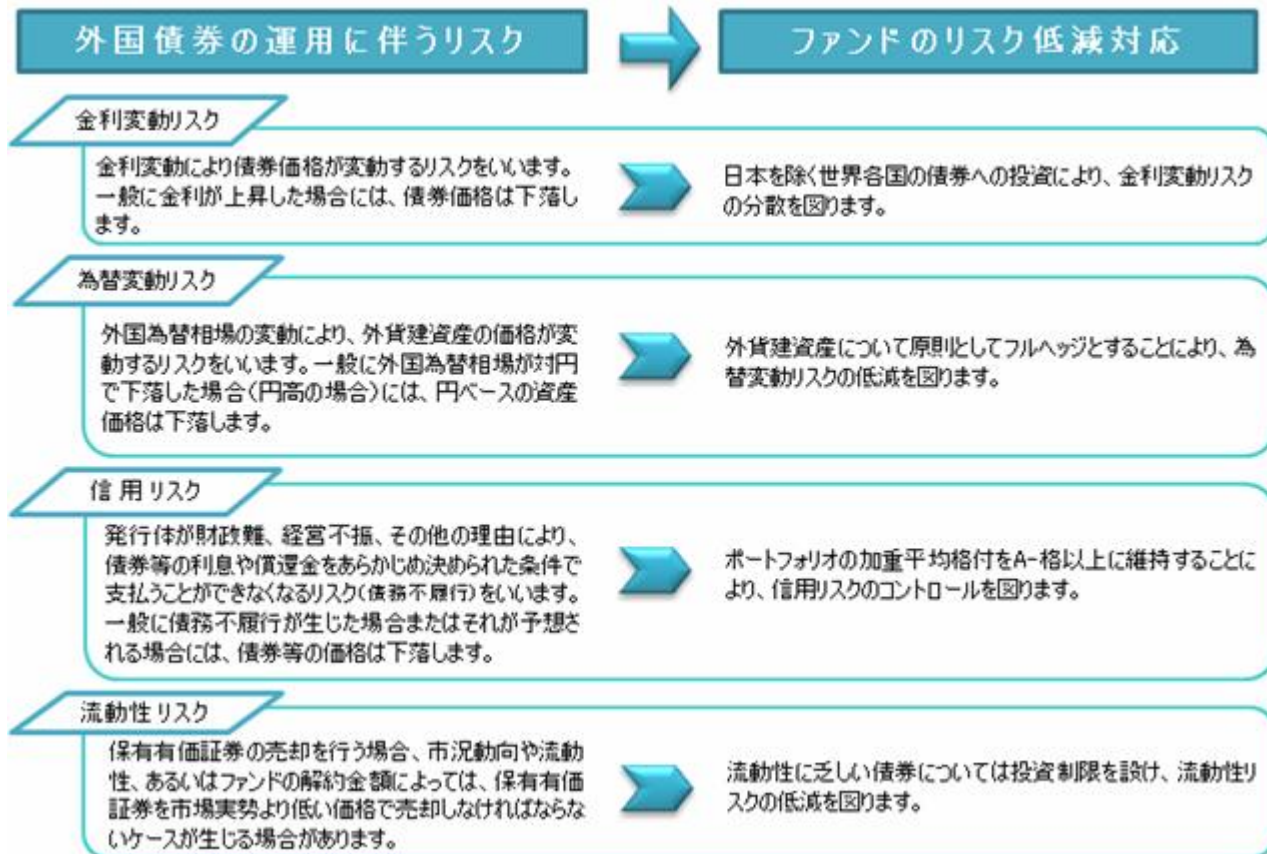 外国債券の運用に伴うリスク
ファンドのリスク低減対応
金利変動リスク
金利変動により債券価格が変動するリスクをいいます。
一般に金利が上昇した場合には、債券価格は下落し
ます。
日本を除く世界各国の債券への投資により、金利変動リスク
の分散を図ります。
為替変動リスク
外国為替相場の変動により、外貨建資産の価格が変
動するリスクをいいます。一般に外国為替相場が対円
で下落した場合(円高の場合)には、円ベースの資産
価格は下落します。
外貨建資産について原則としてフルヘッジとすることにより、為
替変動リスクの低減を図ります。
信用リスク
発行体が財政難、経営不振、その他の理由により、
債券等の利息や償還金をあらかじめ決められた条件で
支払うことができなくなるリスク(債務不履行)をいいます。
一般に債務不履行が生じた場合またはそれが予想さ
れる場合には、債券等の価格は下落します。
ポートフォリオの加重平均格付をA-格以上に維持することに
より、信用リスクのコントロールを図ります。
流動性リスク
保有有価証券の売却を行う場合、市況動向や流動
性、あるいはファンドの解約金額によっては、保有有価
証券を市場実勢より低い価格で売却しなければならな
いケースが生じる場合があります。
流動性に乏しい債券については投資制限を設け、流動性リ
スクの低減を図ります。